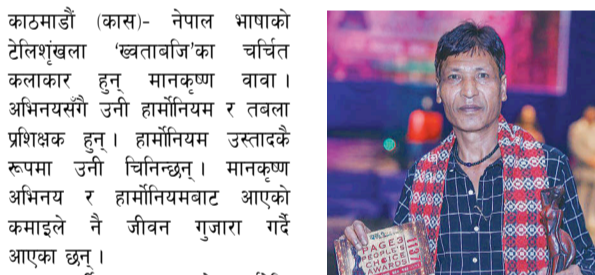 काठमाडौं (कास)- नेपाल भाषाको
टेलिशृंखला ‘ख्वताबजि’का चर्चित
कलाकार हुन् मानकृष्ण वावा ।
अभिनयसँगै उनी हार्मोनियम र तबला
प्रशिक्षक हुन् । हार्मोनियम उस्तादकै
रूपमा उनी चिनिन्छन् । मानकृष्ण
अभिनय र हार्मोनियमबाट आएको
कमाइले नै जीवन गुजारा गर्दै
आएका छन् ।
PAGE3
PEOPLE'S
CHOICE
AWARDS